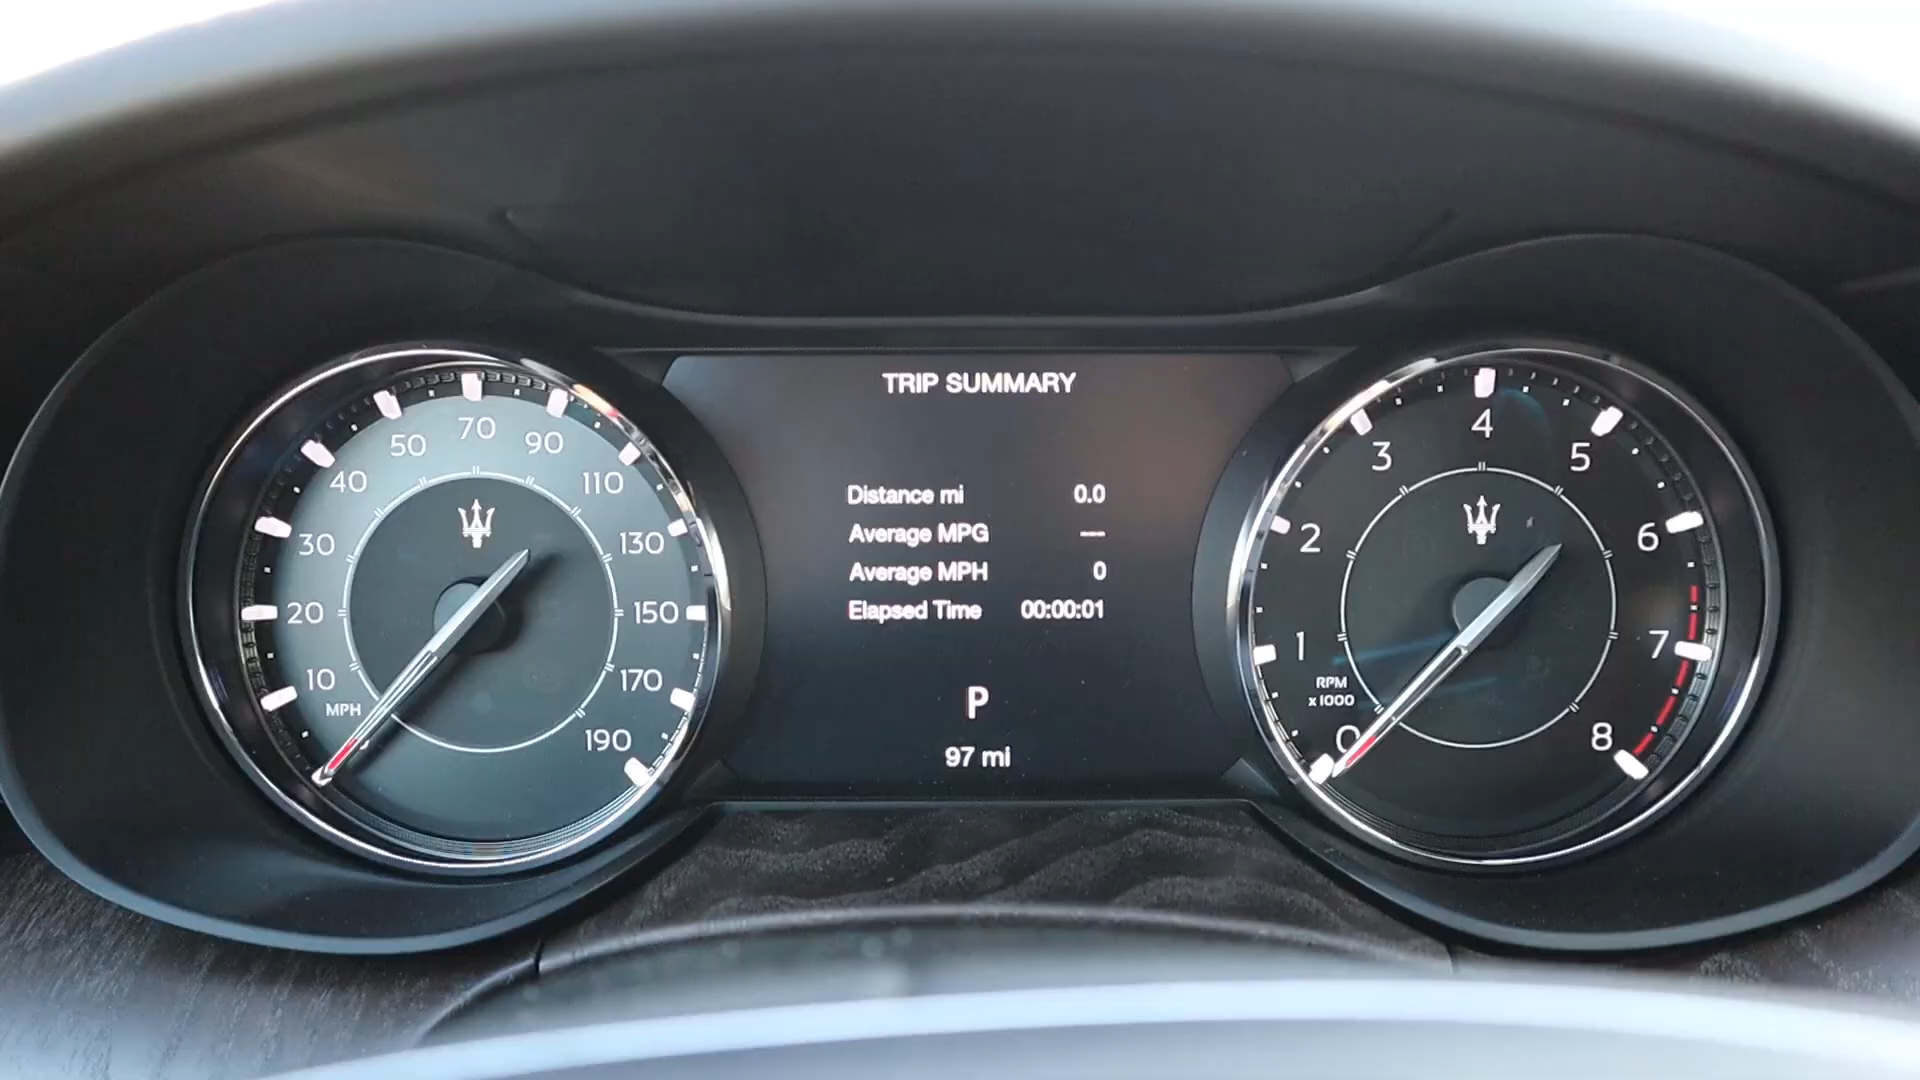 TRIP SUMMARY
Distance mi 0.0
Average MPG ---
Average MPH 0
Elapsed Time 00:00:01
P
97 mi
10
20
30
40
50
70
90
110
130
150
170
190
MPH
0
1
2
3
4
5
6
7
8
RPM
x1000